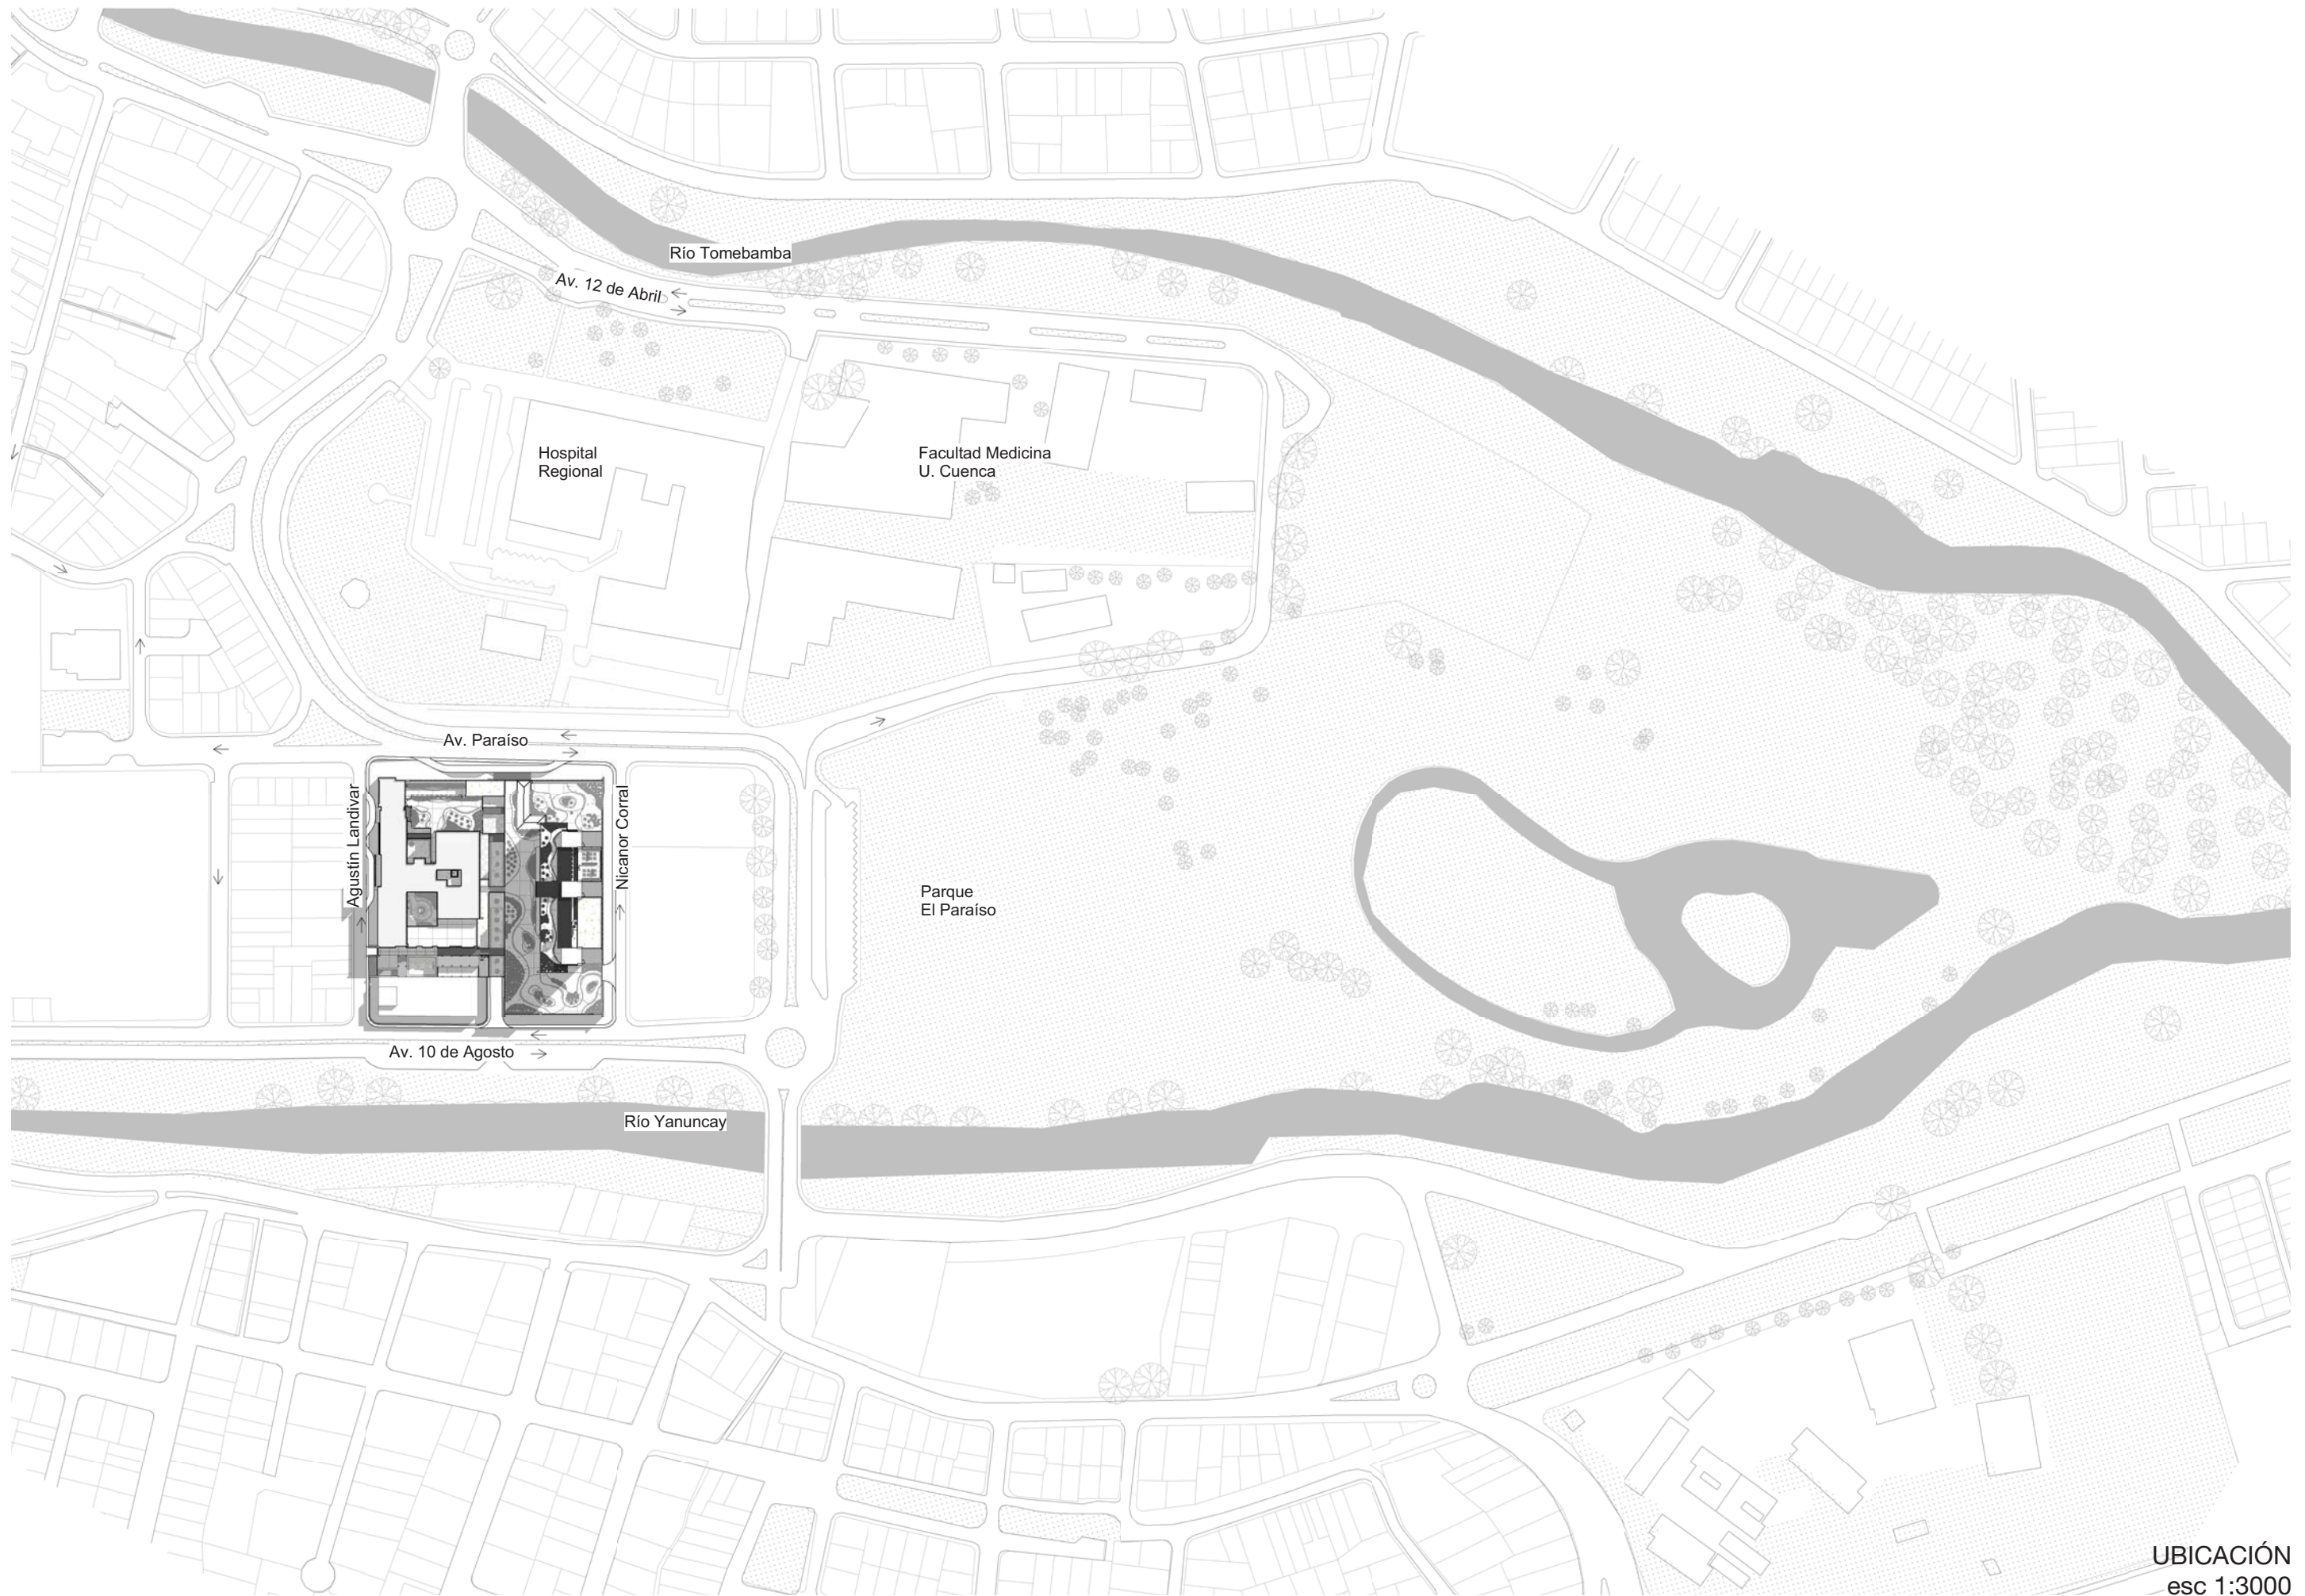 Río Tomebamba
Av. 12 de Abril
Hospital
Regional
Facultad Medicina
U. Cuenca
Av. Paraíso
Agustín Landivar
Nicanor Corral
Parque
El Paraíso
Av. 10 de Agosto
Río Yanuncay
UBICACIÓN
esc 1:3000